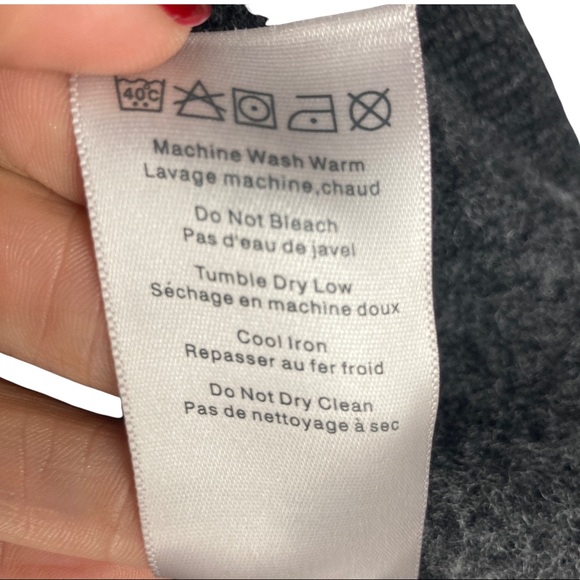 40°C
Machine Wash Warm
Lavage machine,chaud
Do Not Bleach
Pas d'eau de javel
Tumble Dry Low
Séchage en machine doux
Cool Iron
Repasser au fer froid
Do Not Dry Clean
Pas de nettoyage à sec